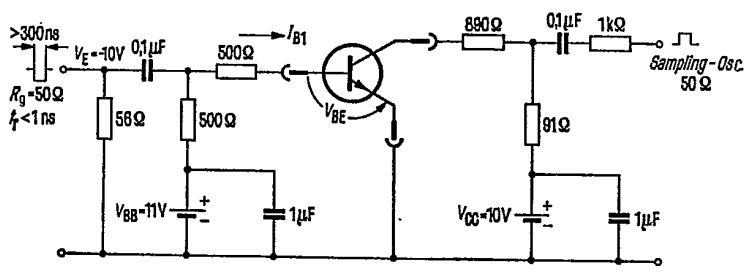 >300ns
V_E=-10V
0,1µF
500Ω
I_B1
890Ω
0,1µF
1kΩ
Sampling-Osc.
50Ω
R_g=50Ω
t_r<1ns
56Ω
500Ω
V_BE
91Ω
V_BB=11V
+
-
1µF
V_CC=10V
+
-
1µF